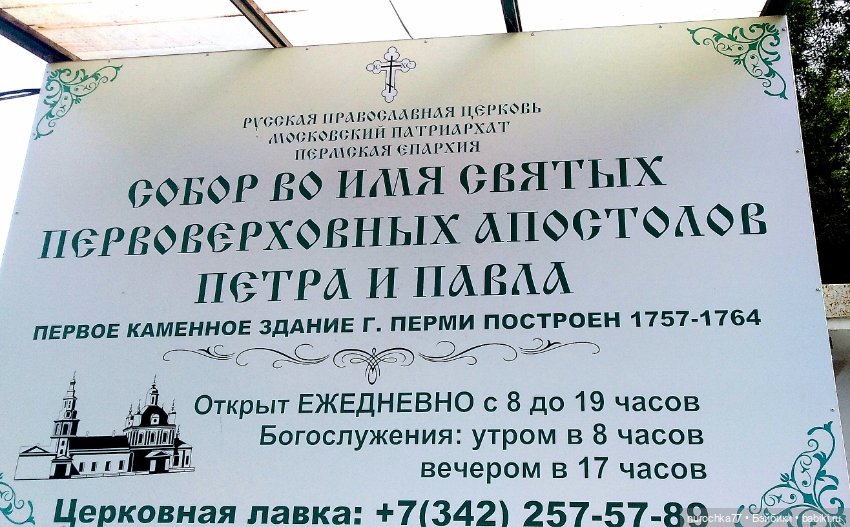 РУССКАЯ ПРАВОСЛАВНАЯ ЦЕРКОВЬ
МОСКОВСКИЙ ПАТРИАРХАТ
ПЕРМСКАЯ ЕПАРХИЯ
СОБОР ВО ИМЯ СВЯТЫХ
ПЕРВОВЕРХОВНЫХ АПОСТОЛОВ
ПЕТРА И ПАВЛА
ПЕРВОЕ КАМЕННОЕ ЗДАНИЕ Г. ПЕРМИ ПОСТРОЕН 1757-1764
Открыт ЕЖЕДНЕВНО с 8 до 19 часов
Богослужения: утром в 8 часов
вечером в 17 часов
Церковная лавка: +7(342) 257-57-89
nurochka77 • Бэйбики • babiki.ru